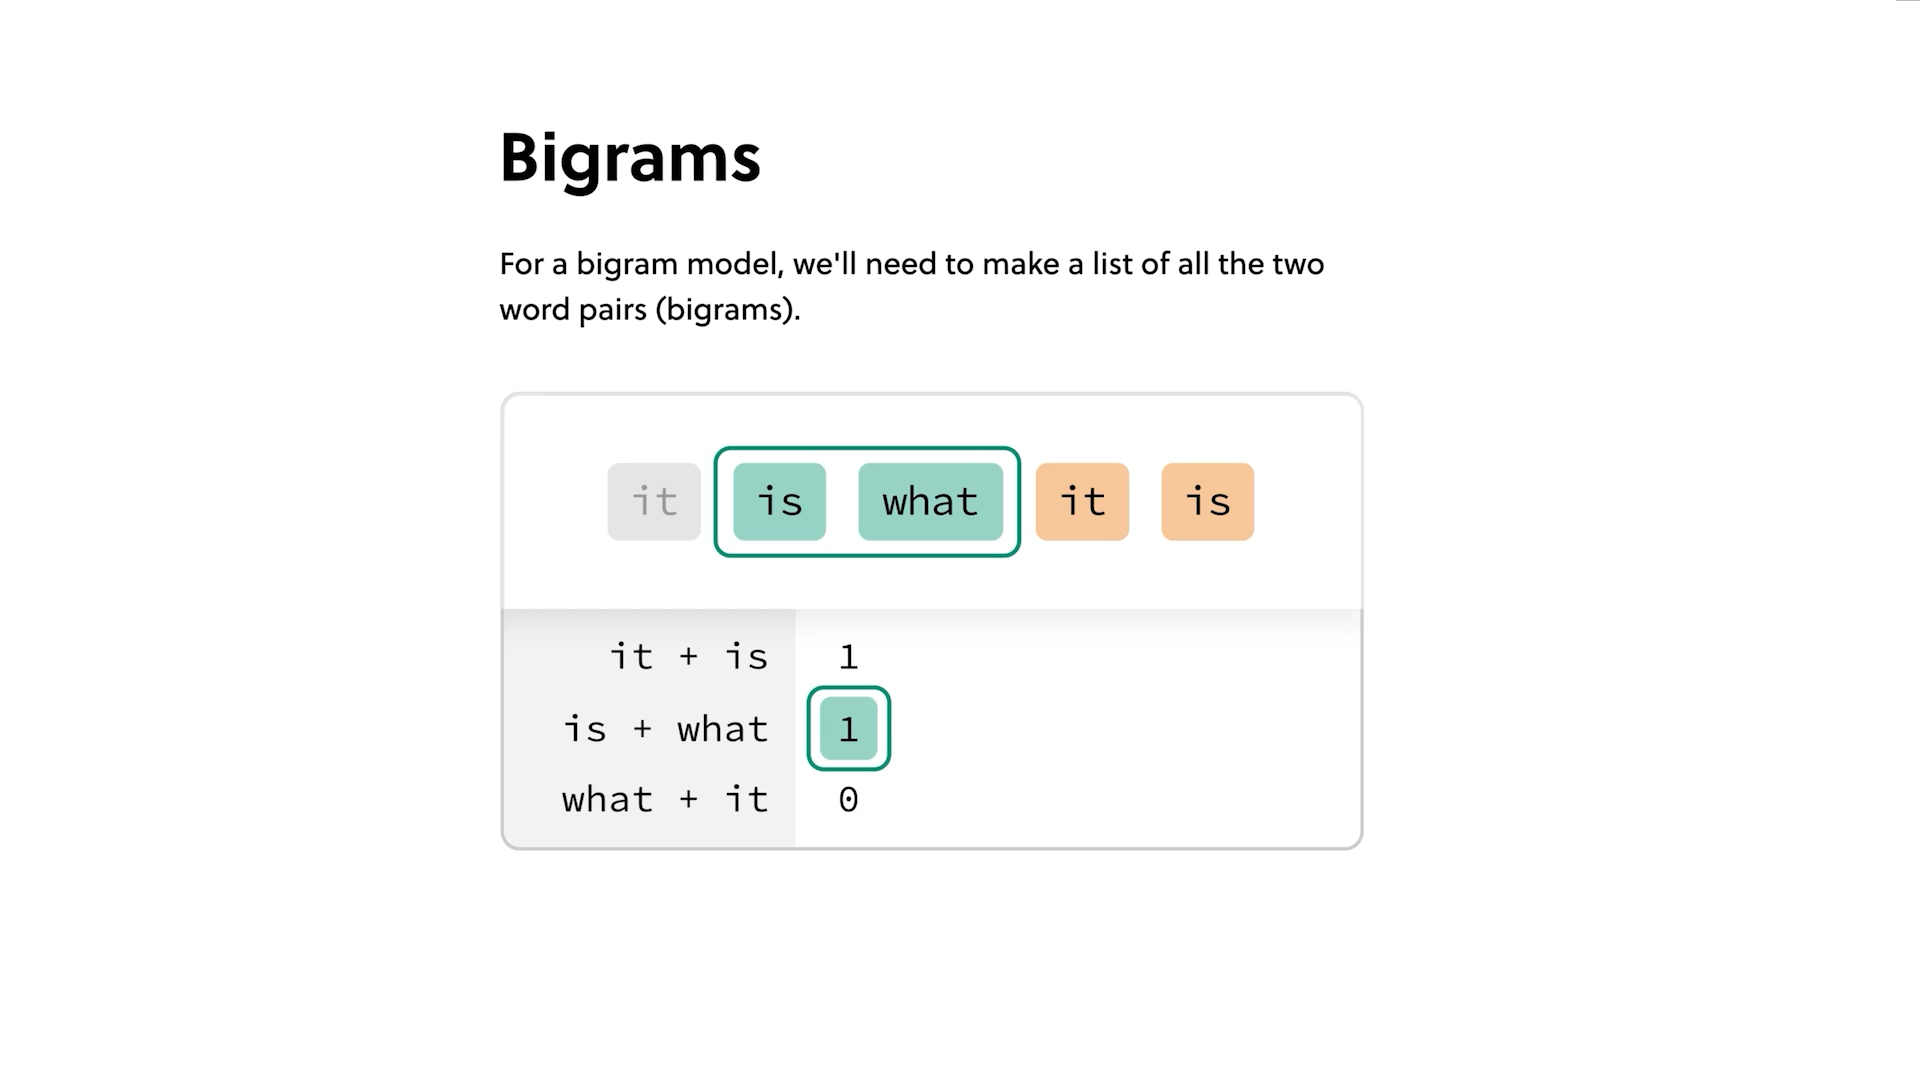 Bigrams
For a bigram model, we'll need to make a list of all the two
word pairs (bigrams).
it is what it is
it + is 1
is + what 1
what + it 0